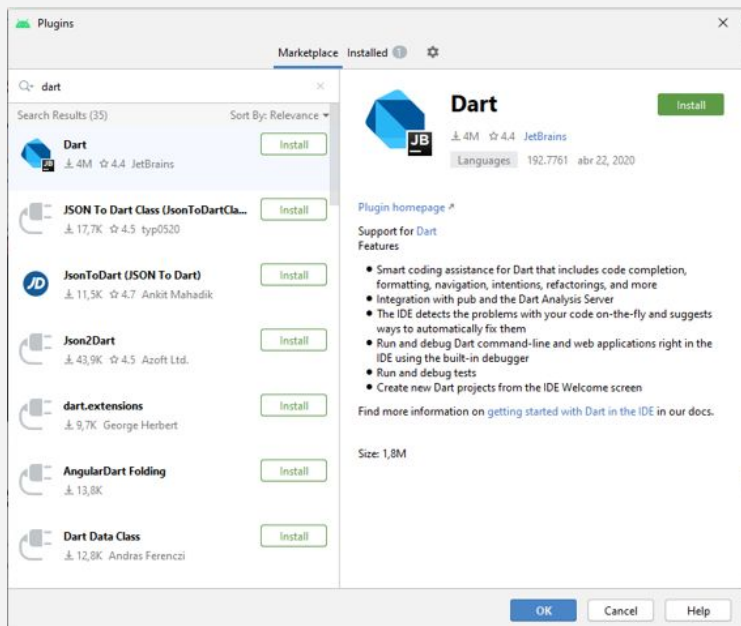 Plugins
Marketplace Installed 1
dart
Search Results (35) Sort By: Relevance
Dart
4M 4.4 JetBrains
Install
JSON To Dart Class (JsonToDartCla...
17,7K 4.5 typ0520
Install
JD
JsonToDart (JSON To Dart)
11,5K 4.7 Ankit Mahadik
Install
Json2Dart
43,9K 4.5 Azoft Ltd.
Install
dart.extensions
9,7K George Herbert
Install
AngularDart Folding
13,8K
Install
Dart Data Class
12,8K Andras Ferenczi
Install
JB
Dart
Install
4M 4.4 JetBrains
Languages 192.7761 abr 22, 2020
Plugin homepage
Support for Dart
Features
• Smart coding assistance for Dart that includes code completion,
formatting, navigation, intentions, refactorings, and more
• Integration with pub and the Dart Analysis Server
• The IDE detects the problems with your code on-the-fly and suggests
ways to automatically fix them
• Run and debug Dart command-line and web applications right in the
IDE using the built-in debugger
• Run and debug tests
• Create new Dart projects from the IDE Welcome screen
Find more information on getting started with Dart in the IDE in our docs.
Size: 1,8M
OK Cancel Help